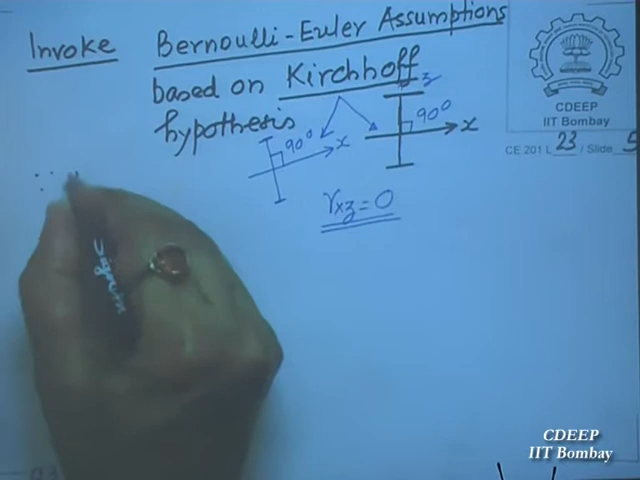 Invoke Bernoulli-Euler Assumptions
based on Kirchhoff
hypothesis
z
90° x
90° x
γxz = 0
CDEEP
IIT Bombay
CE 201 L 23 / Slide 5
CDEEP
IIT Bombay